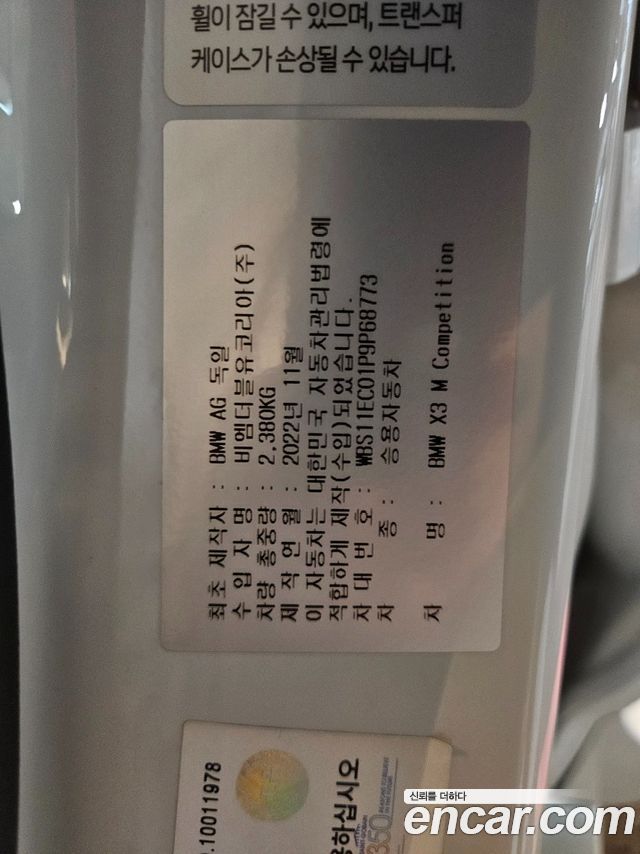 휠이 잠길 수 있으며, 트랜스퍼
케이스가 손상될 수 있습니다.
최초 제작자 : BMW AG 독일
수 입 자 명 : 비엠더블유코리아(주)
차량 총중량 : 2,380KG
제 작 연 월 : 2022년 11월
이 자동차는 대한민국 자동차관리법령에
적합하게 제작(수입)되었습니다.
차 대 번 호 : WBS11EC01P9P68773
차 종 : 승용자동차
차 명 : BMW X3 M Competition
.10011978
하십시오
350
신뢰를 더하다
encar.com